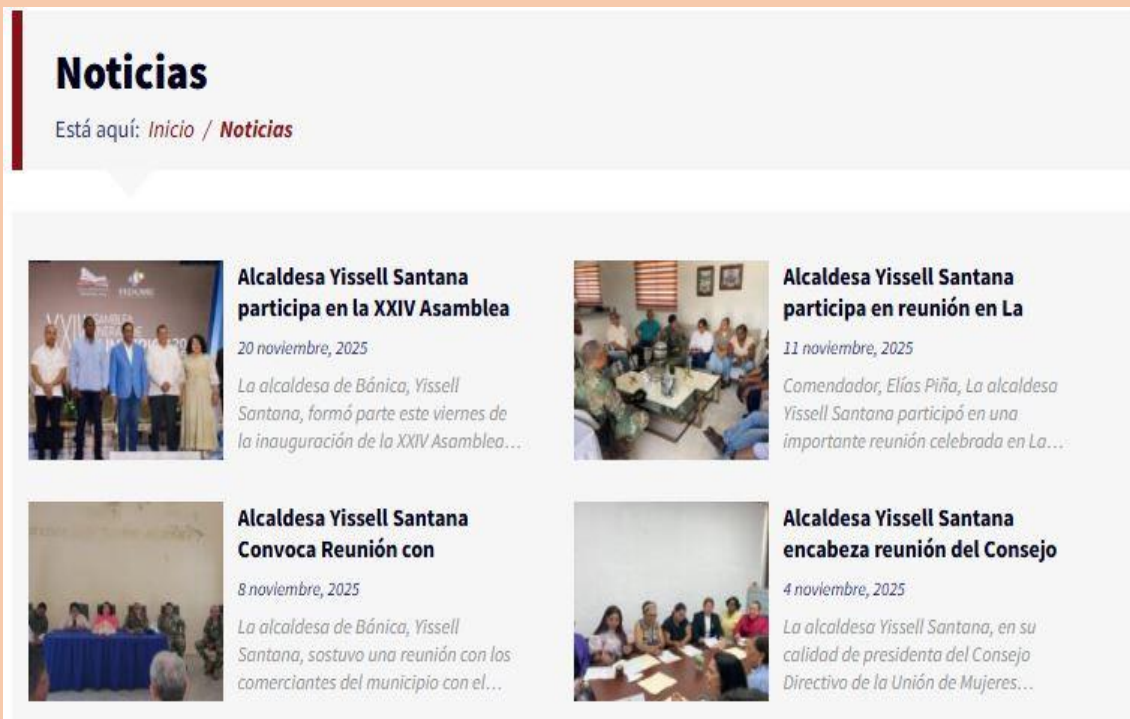 Noticias
Está aquí: Inicio / Noticias
FEDOMU
XXIV ASAMBLEA
Alcaldesa Yissell Santana
participa en la XXIV Asamblea
20 noviembre, 2025
La alcaldesa de Bánica, Yissell
Santana, formó parte este viernes de
la inauguración de la XXIV Asamblea...
Alcaldesa Yissell Santana
participa en reunión en La
11 noviembre, 2025
Comendador, Elías Piña, La alcaldesa
Yissell Santana participó en una
importante reunión celebrada en La...
Alcaldesa Yissell Santana
Convoca Reunión con
8 noviembre, 2025
La alcaldesa de Bánica, Yissell
Santana, sostuvo una reunión con los
comerciantes del municipio con el...
Alcaldesa Yissell Santana
encabeza reunión del Consejo
4 noviembre, 2025
La alcaldesa Yissell Santana, en su
calidad de presidenta del Consejo
Directivo de la Unión de Mujeres...